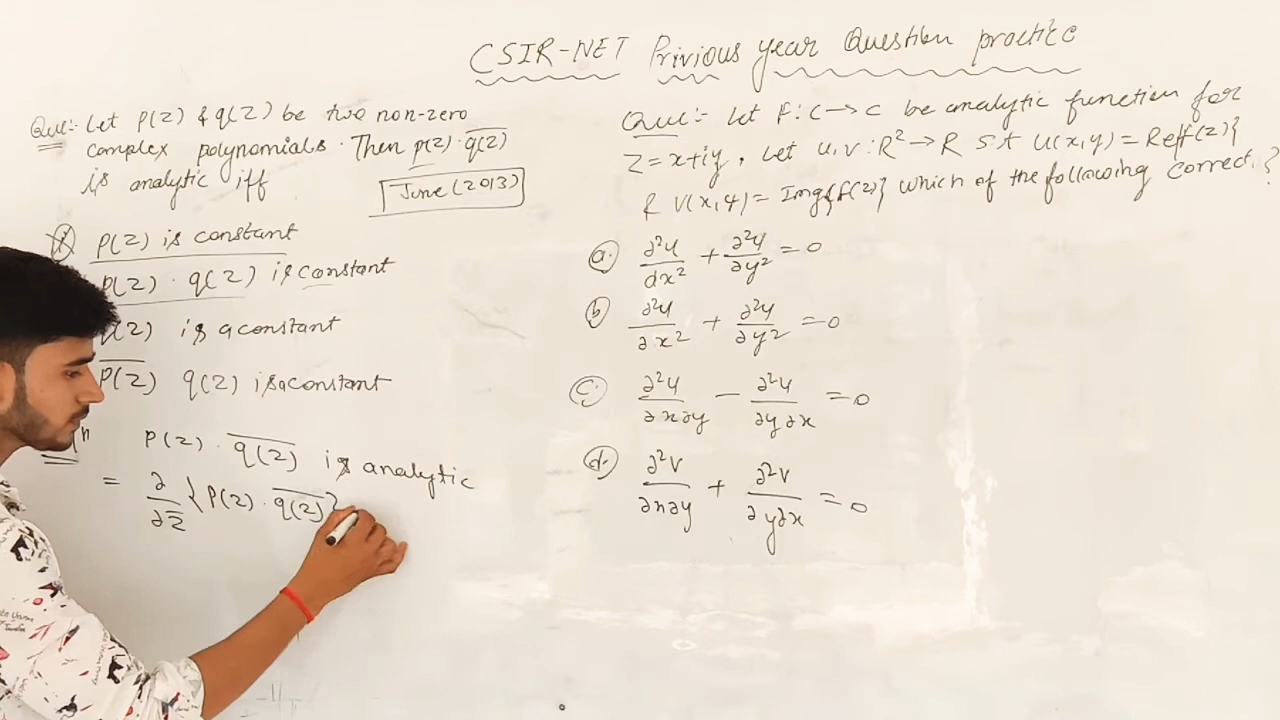 CSIR-NET Privious year Question practice
Que:- Let P(z) & q(z) be two non-zero
complex polynomials. Then p(z)·q̅(̅z̅)̅
is analytic iff
June (2013)
i) P(z) is constant
P(z) · q(z) is constant
q(z) is a constant
P̅(̅z̅)̅ q(z) is a constant
P(z) · q̅(̅z̅)̅ is analytic
= ∂/∂z̅ {P(z) · q̅(̅z̅)̅}
Que:- Let F: C → C be analytic function for
z = x+iy, Let u,v : R² → R s.t u(x,y) = Re{f(z)}
& v(x,y) = Img{f(z)} which of the following correct?
a. ∂²u/dx² + ∂²u/∂y² = 0
b) ∂²u/∂x² + ∂²u/∂y² = 0
c) ∂²u/∂x∂y − ∂²u/∂y∂x = 0
d. ∂²v/∂x∂y + ∂²v/∂y∂x = 0